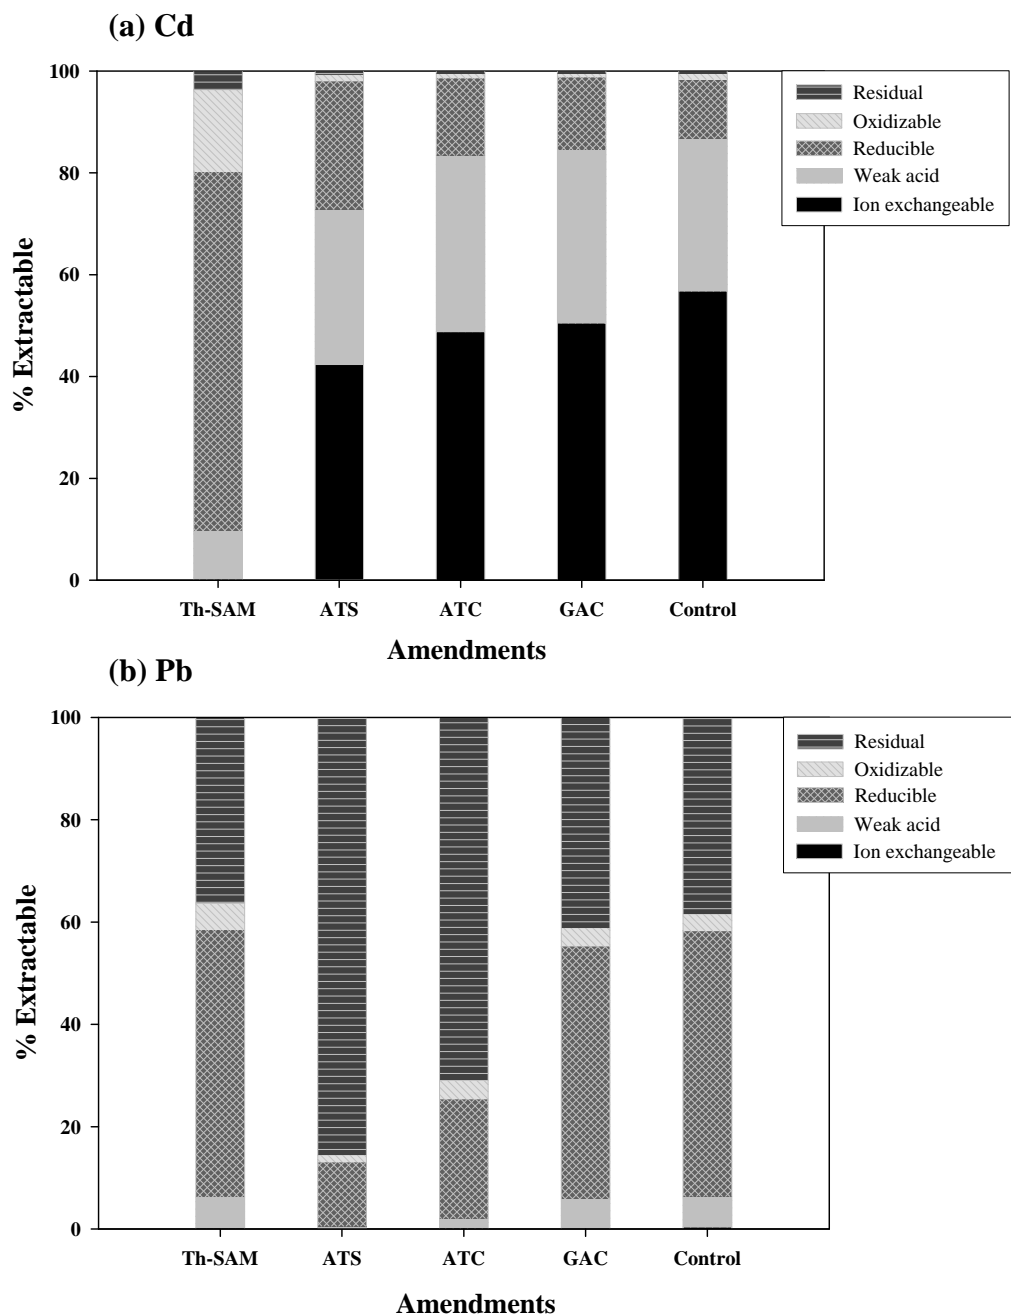 (a) Cd
100
80
60
40
20
0
% Extractable
Residual
Oxidizable
Reducible
Weak acid
Ion exchangeable
Th-SAM ATS ATC GAC Control
Amendments
(b) Pb
100
80
60
40
20
0
% Extractable
Residual
Oxidizable
Reducible
Weak acid
Ion exchangeable
Th-SAM ATS ATC GAC Control
Amendments